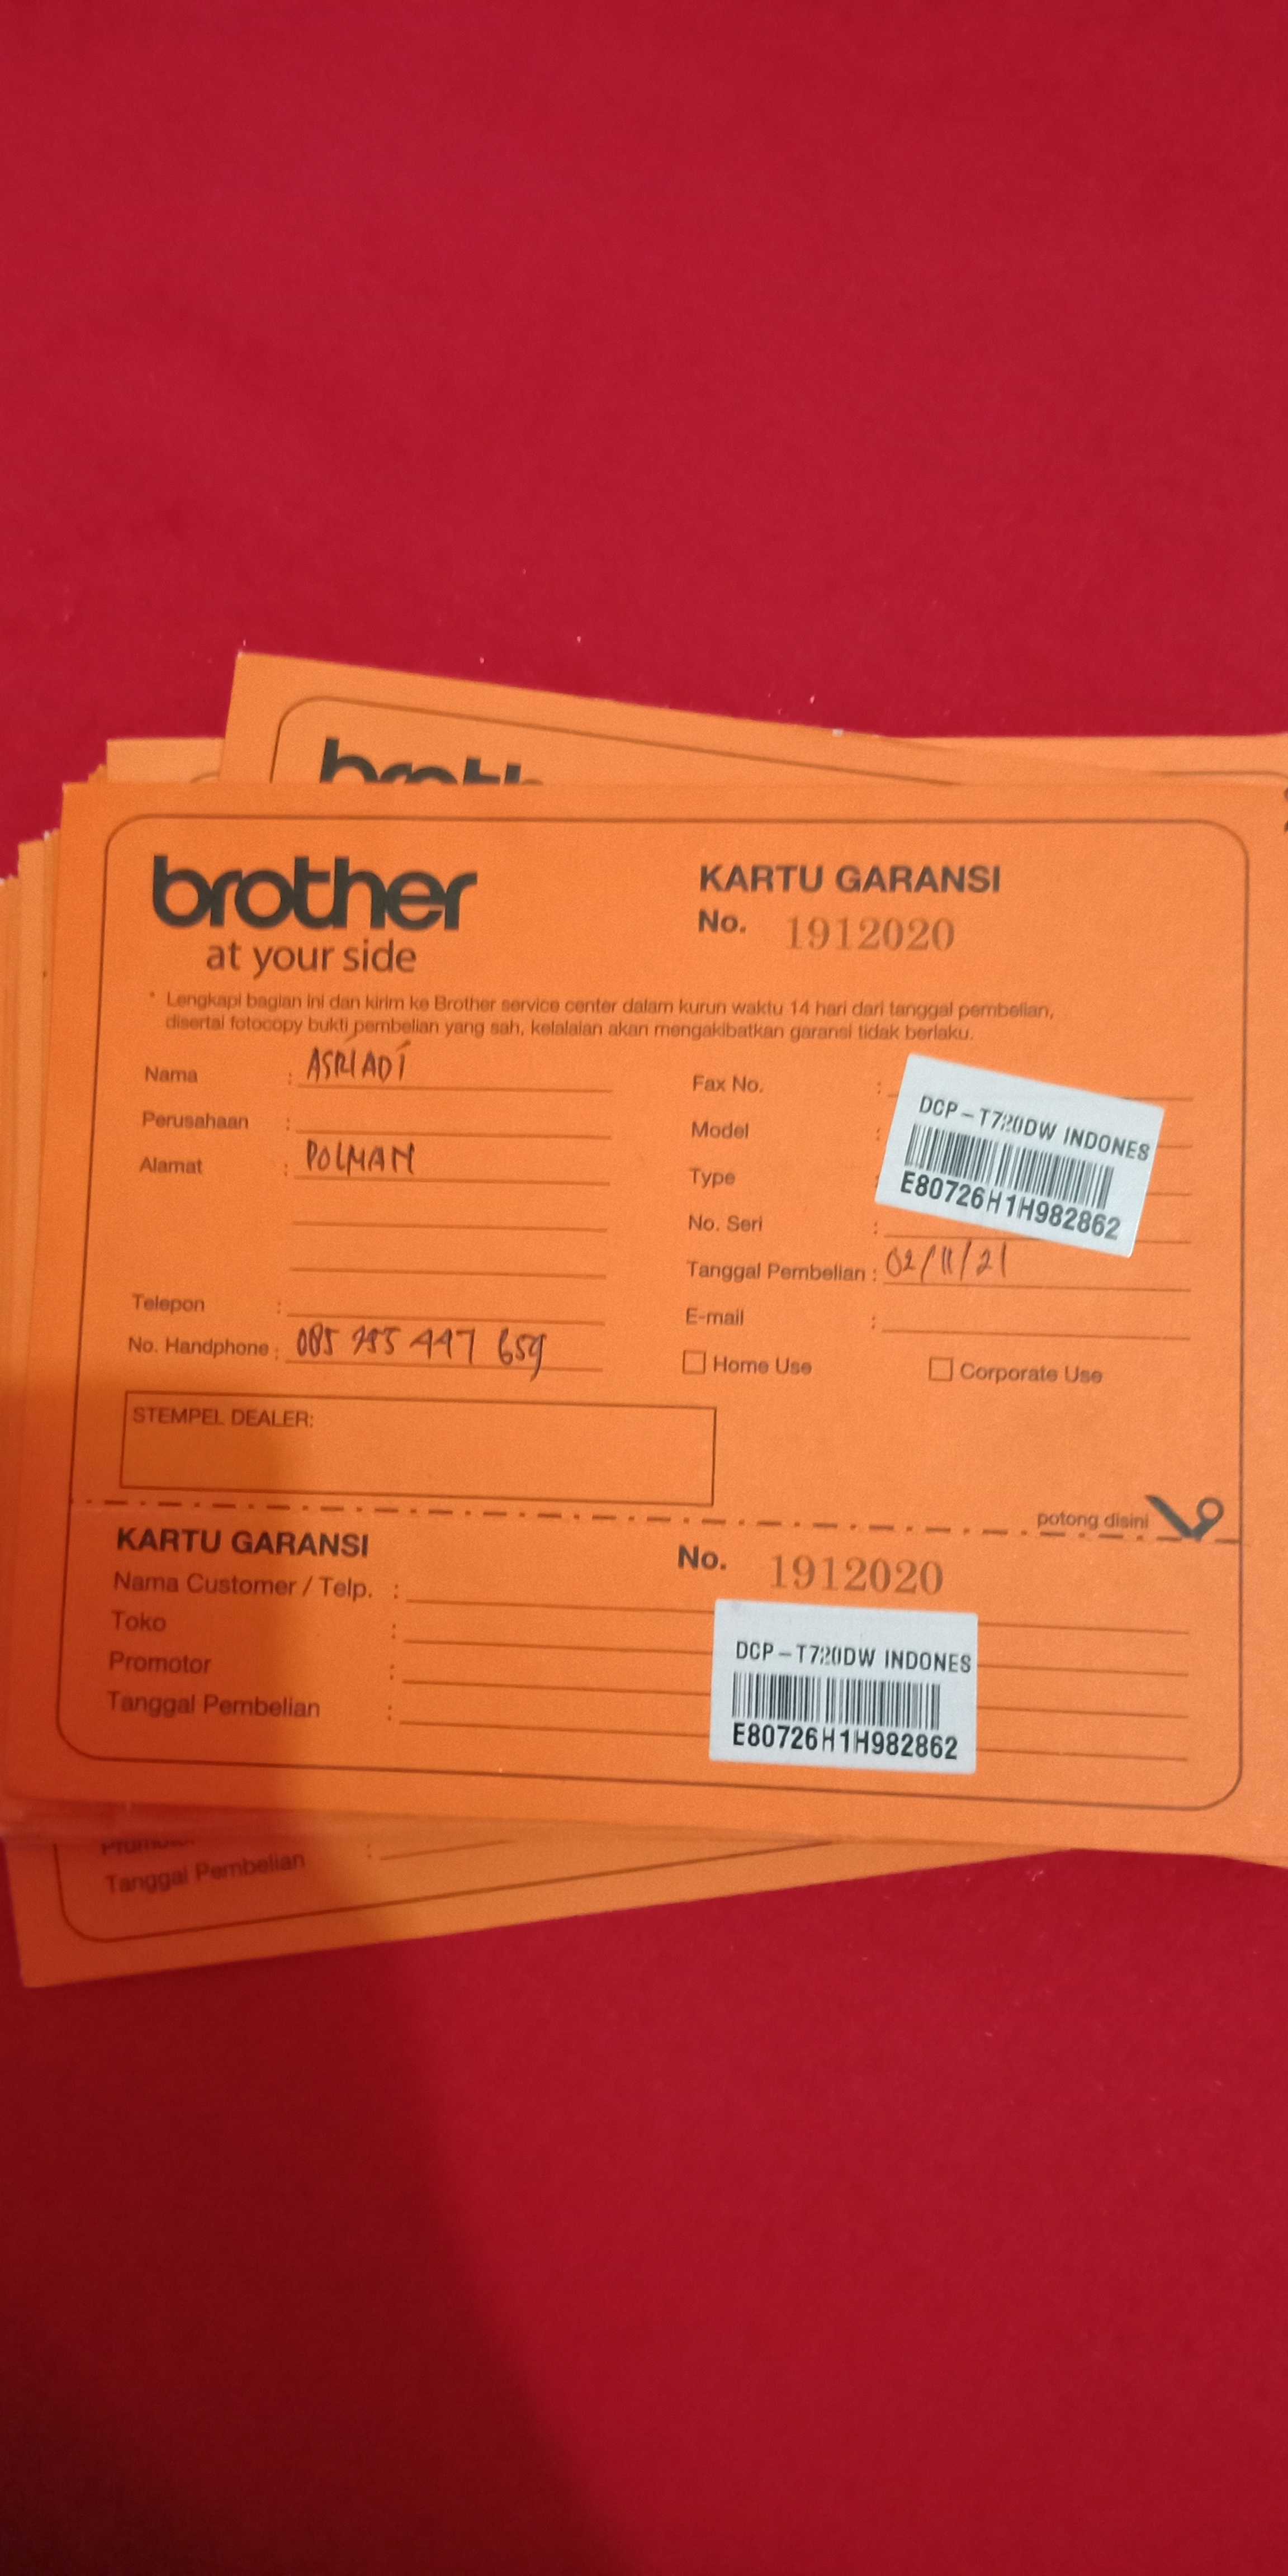 brother
at your side
KARTU GARANSI
No. 1912020
* Lengkapi bagian ini dan kirim ke Brother service center dalam kurun waktu 14 hari dari tanggal pembelian,
disertai fotocopy bukti pembelian yang sah, kelalaian akan mengakibatkan garansi tidak berlaku.
Nama : ASRIADI
Perusahaan :
Alamat : POLMAN
Telepon :
No. Handphone : 085 795 447 659
Fax No. :
Model :
Type :
No. Seri :
DCP-T720DW INDONES
E80726H1H982862
Tanggal Pembelian : 02/11/21
E-mail :
Home Use Corporate Use
STEMPEL DEALER:
potong disini
KARTU GARANSI
No. 1912020
Nama Customer / Telp. :
Toko :
Promotor :
Tanggal Pembelian :
DCP-T720DW INDONES
E80726H1H982862
Tanggal Pembelian :